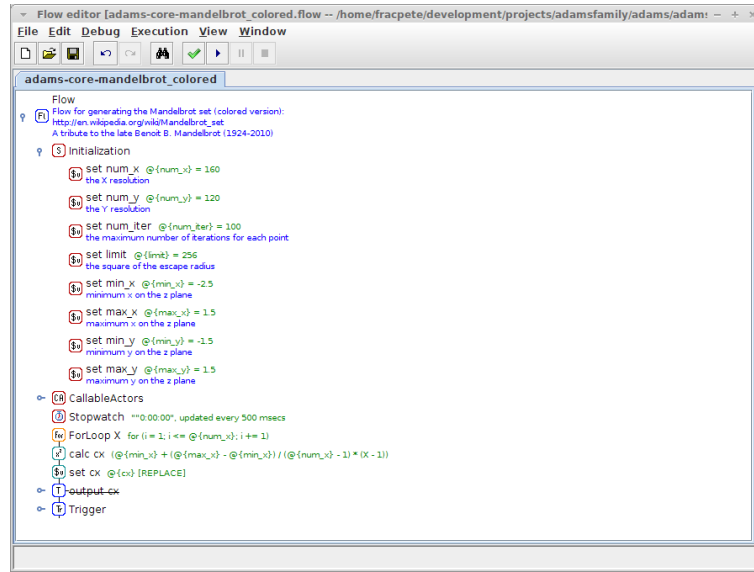 Flow editor [adams-core-mandelbrot_colored.flow -- /home/fracpete/development/projects/adamsfamily/adams/adams
File Edit Debug Execution View Window
adams-core-mandelbrot_colored
Flow
Flow for generating the Mandelbrot set (colored version):
http://en.wikipedia.org/wiki/Mandelbrot_set
A tribute to the late Benoit B. Mandelbrot (1924-2010)
Initialization
set num_x @{num_x} = 160
the X resolution
set num_y @{num_y} = 120
the Y resolution
set num_iter @{num_iter} = 100
the maximum number of iterations for each point
set limit @{limit} = 256
the square of the escape radius
set min_x @{min_x} = -2.5
minimum x on the z plane
set max_x @{max_x} = 1.5
maximum x on the z plane
set min_y @{min_y} = -1.5
minimum y on the z plane
set max_y @{max_y} = 1.5
maximum y on the z plane
CA CallableActors
Stopwatch ""0:00:00", updated every 500 msecs
For ForLoop X for (i = 1; i <= @{num_x}; i += 1)
x² calc cx (@{min_x} + (@{max_x} - @{min_x}) / (@{num_x} - 1) * (X - 1))
set cx @{cx} [REPLACE]
T output cx
Tr Trigger